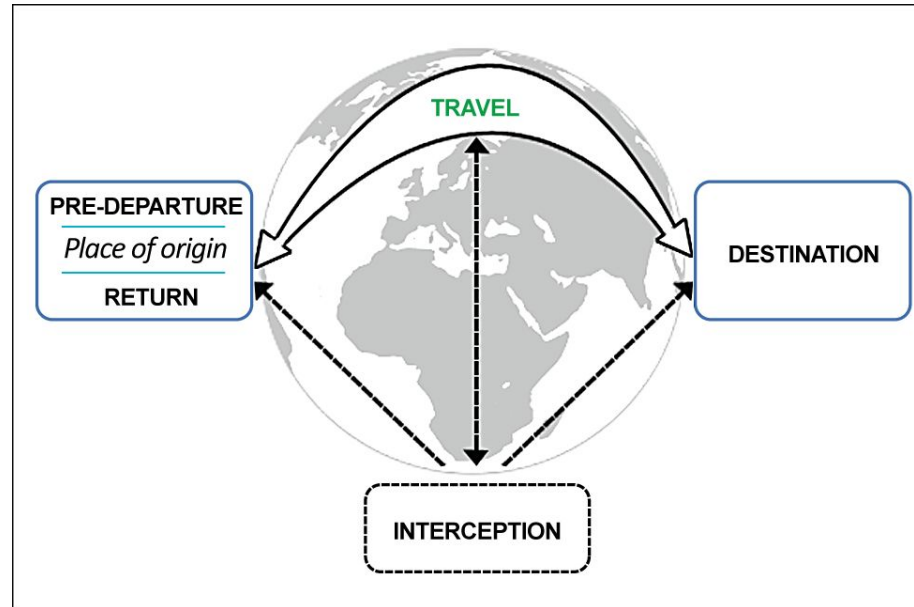 TRAVEL
PRE-DEPARTURE
Place of origin
RETURN
DESTINATION
INTERCEPTION